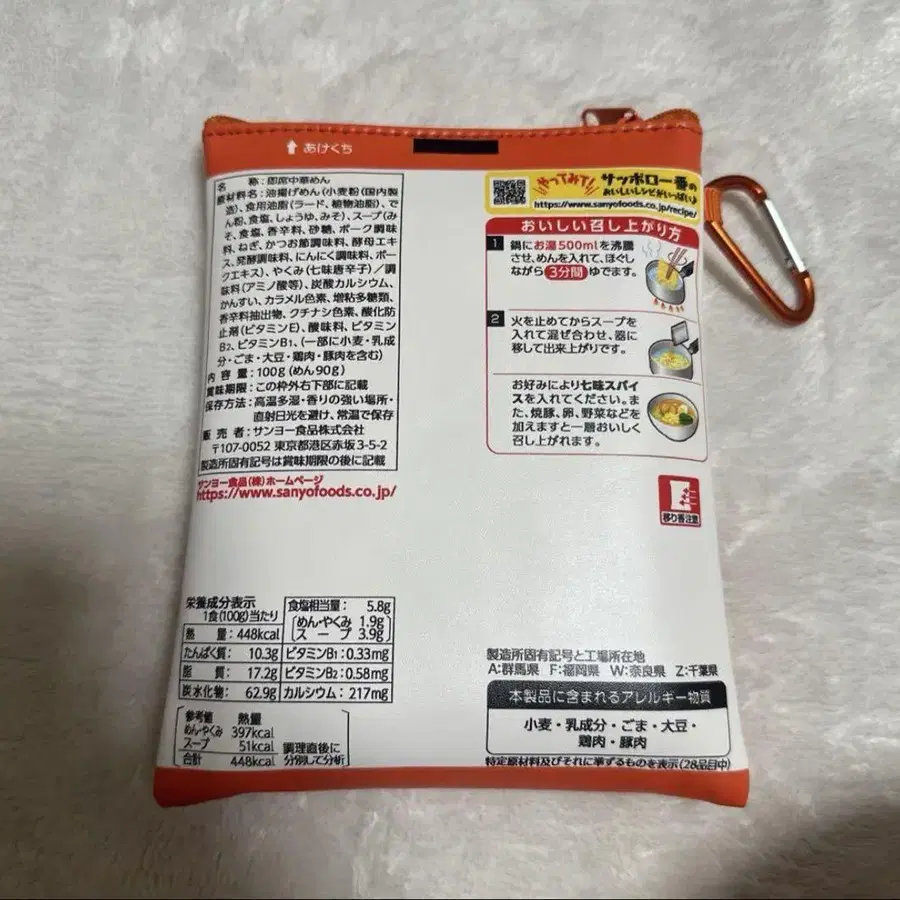 あけくち
名　称:即席中華めん
原材料名:油揚げめん(小麦粉(国内製
造)、食用油脂(ラード、植物油脂)、で
ん粉、食塩、しょうゆ、みそ)、スープ(み
そ、食塩、香辛料、砂糖、ポーク調味
料、ねぎ、かつお節調味料、酵母エキ
ス、発酵調味料、にんにく調味料、ポー
クエキス)、やくみ(七味唐辛子)/調
味料(アミノ酸等)、炭酸カルシウム、
かんすい、カラメル色素、増粘多糖類、
香辛料抽出物、クチナシ色素、酸化防
止剤(ビタミンE)、酸味料、ビタミン
B2、ビタミンB1、(一部に小麦・乳成
分・ごま・大豆・鶏肉・豚肉を含む)
内容量:100g(めん90g)
賞味期限:この枠外右下部に記載
保存方法:高温多湿・香りの強い場所・
直射日光を避け、常温で保存
販売者:サンヨー食品株式会社
〒107-0052 東京都港区赤坂3-5-2
製造所固有記号は賞味期限の後に記載
サンヨー食品(株)ホームページ
https://www.sanyofoods.co.jp/
やってみて! サッポロ一番の
おいしいレシピがいっぱい♪
https://www.sanyofoods.co.jp/recipe/
おいしい召し上がり方
1 鍋にお湯500mlを沸騰
させ、めんを入れて、ほぐし
ながら3分間ゆでます。
2 火を止めてからスープを
入れて混ぜ合わせ、器に
移して出来上がりです。
お好みにより七味スパイ
スを入れてください。ま
た、焼豚、卵、野菜などを
加えますと一層おいしく
召し上がれます。
移り香注意
栄養成分表示
1食(100g)当たり
熱　量:448kcal
たんぱく質: 10.3g
脂　質: 17.2g
炭水化物: 62.9g
食塩相当量: 5.8g
めん・やくみ 1.9g
スープ 3.9g
ビタミンB1:0.33mg
ビタミンB2:0.58mg
カルシウム:217mg
参考値 熱量
めん・やくみ 397kcal
スープ 51kcal
合計 448kcal
調理直後に
分別して分析
製造所固有記号と工場所在地
A:群馬県 F:福岡県 W:奈良県 Z:千葉県
本製品に含まれるアレルギー物質
小麦・乳成分・ごま・大豆・
鶏肉・豚肉
特定原材料及びそれに準ずるものを表示(28品目中)